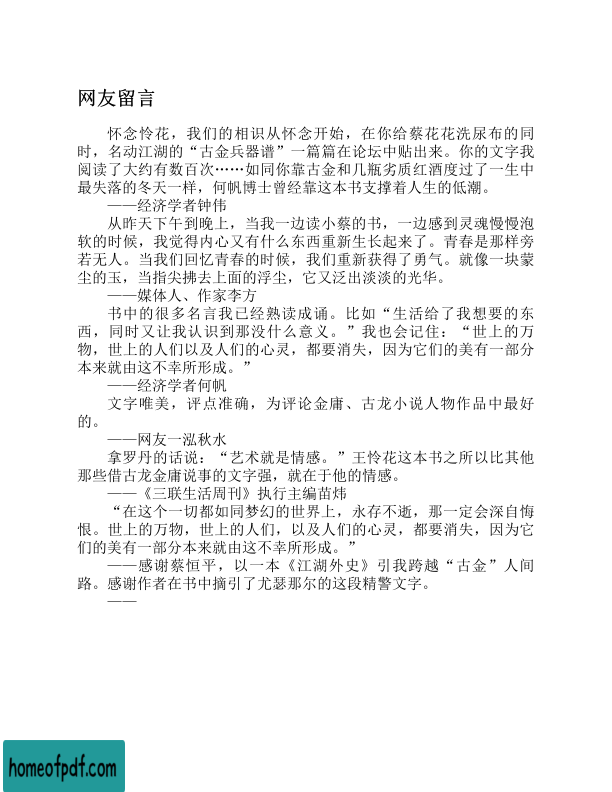 网友留言
怀念怜花，我们的相识从怀念开始，在你给蔡花花洗尿布的同
时，名动江湖的“古金兵器谱”一篇篇在论坛中贴出来。你的文字我
阅读了大约有数百次……如同你靠古金和几瓶劣质红酒度过了一生中
最失落的冬天一样，何帆博士曾经靠这本书支撑着人生的低潮。
——经济学者钟伟
从昨天下午到晚上，当我一边读小蔡的书，一边感到灵魂慢慢泡
软的时候，我觉得内心又有什么东西重新生长起来了。青春是那样旁
若无人。当我们回忆青春的时候，我们重新获得了勇气。就像一块蒙
尘的玉，当指尖拂去上面的浮尘，它又泛出淡淡的光华。
——媒体人、作家李方
书中的很多名言我已经熟读成诵。比如“生活给了我想要的东
西，同时又让我认识到那没什么意义。”我也会记住：“世上的万
物，世上的人们以及人们的心灵，都要消失，因为它们的美有一部分
本来就由这不幸所形成。”
——经济学者何帆
文字唯美，评点准确，为评论金庸、古龙小说人物作品中最好
的。
——网友一泓秋水
拿罗丹的话说：“艺术就是情感。”王怜花这本书之所以比其他
那些借古龙金庸说事的文字强，就在于他的情感。
——《三联生活周刊》执行主编苗炜
“在这个一切都如同梦幻的世界上，永存不逝，那一定会深自悔
恨。世上的万物，世上的人们，以及人们的心灵，都要消失，因为它
们的美有一部分本来就由这不幸所形成。”
——感谢蔡恒平，以一本《江湖外史》引我跨越“古金”人间
路。感谢作者在书中摘引了尤瑟那尔的这段精警文字。
——
homeofpdf.com